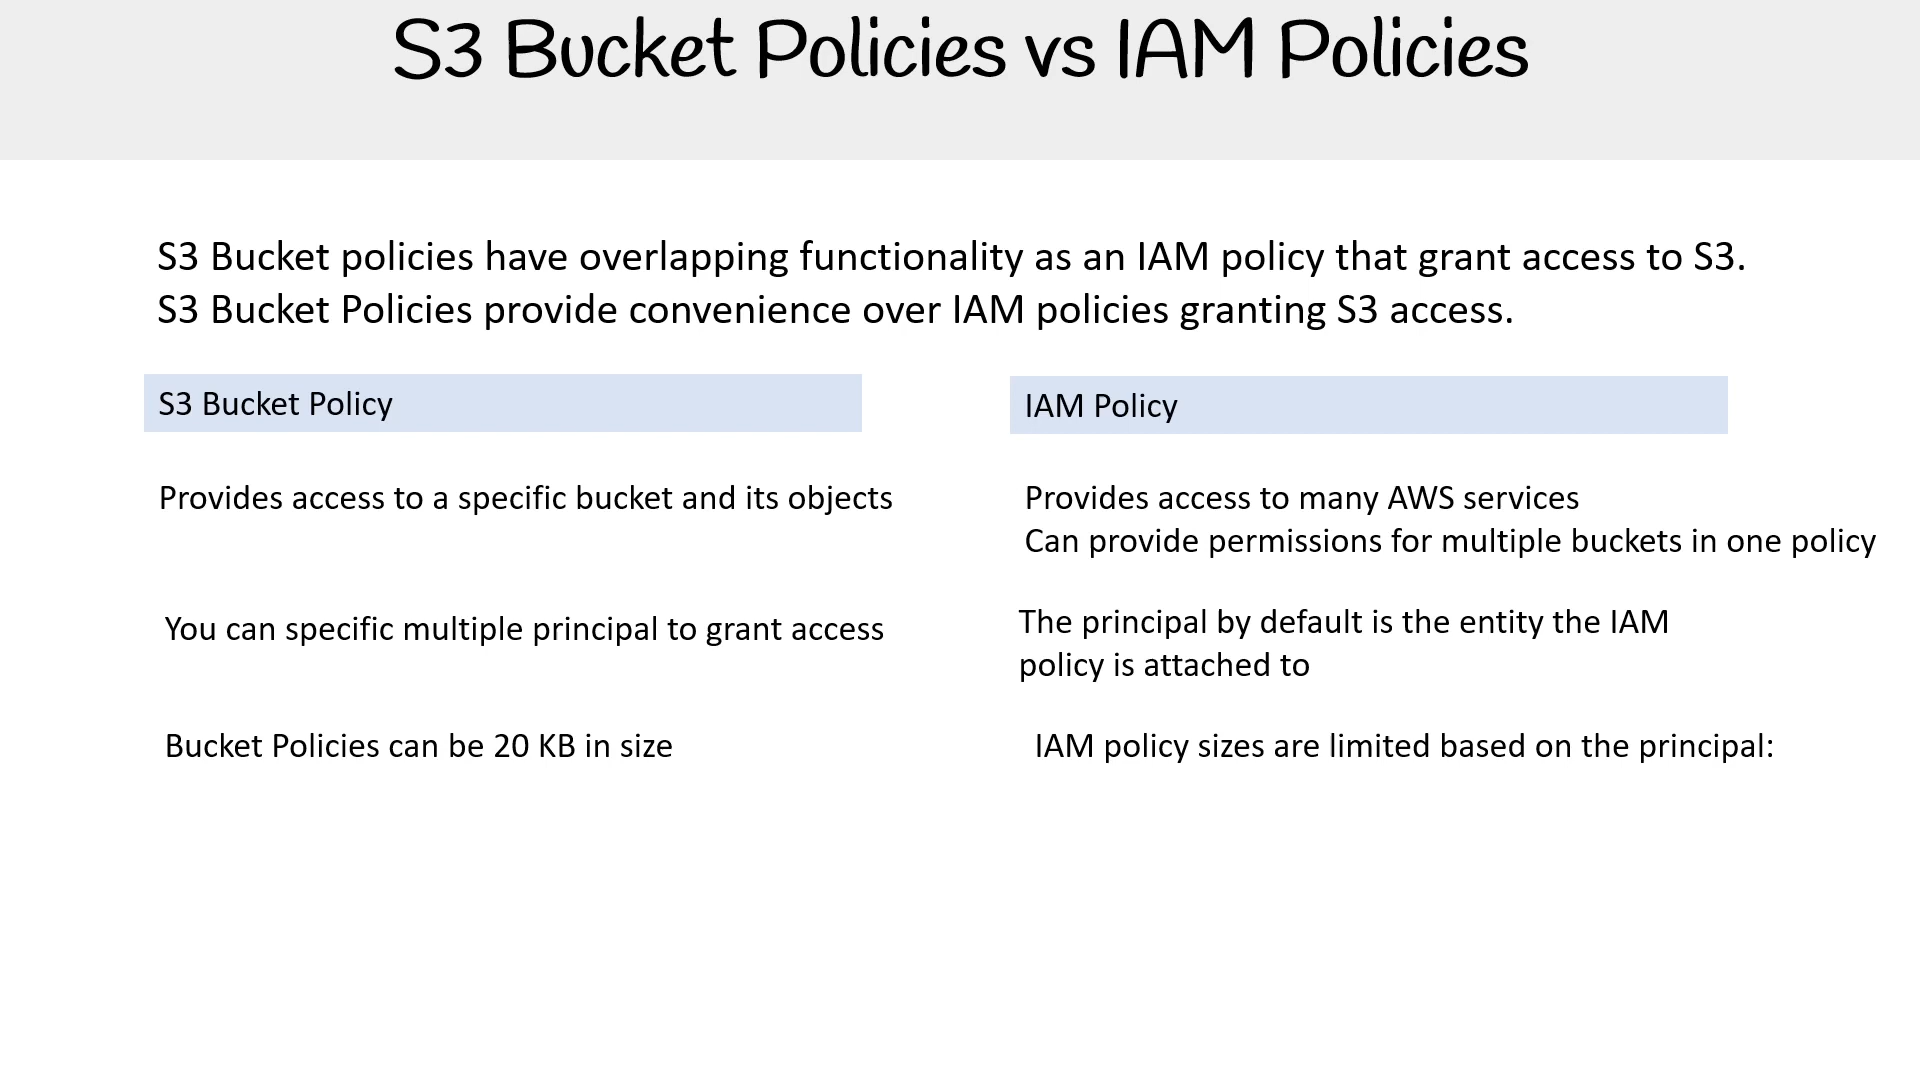 S3 Bucket Policies vs IAM Policies
S3 Bucket policies have overlapping functionality as an IAM policy that grant access to S3.
S3 Bucket Policies provide convenience over IAM policies granting S3 access.
S3 Bucket Policy
Provides access to a specific bucket and its objects
You can specific multiple principal to grant access
Bucket Policies can be 20 KB in size
IAM Policy
Provides access to many AWS services
Can provide permissions for multiple buckets in one policy
The principal by default is the entity the IAM
policy is attached to
IAM policy sizes are limited based on the principal: